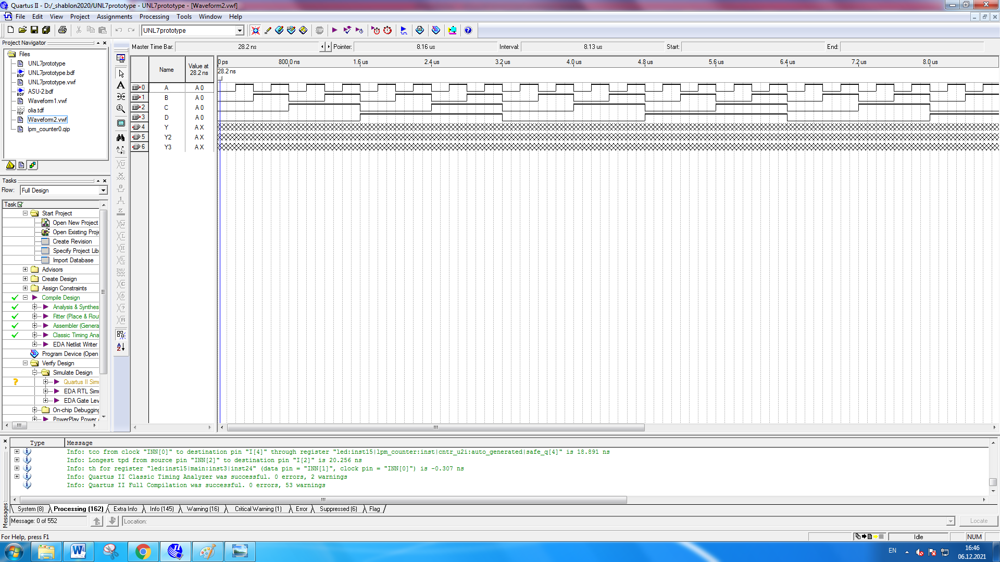 Quartus II - D:/_shablon2020/UNL7prototype - UNL7prototype - [Waveform2.vwf]
File Edit View Project Assignments Processing Tools Window Help
UNL7prototype
Project Navigator
Master Time Bar: 28.2 ns Pointer: 8.16 us Interval: 8.13 us Start: End:
Files
UNL7prototype
UNL7prototype.bdf
UNL7prototype.vwf
ASU-2.bdf
Waveform1.vwf
olia.tdf
Waveform2.vwf
lpm_counter0.qip
Name Value at 28.2 ns
0 ps 800.0 ns 1.6 us 2.4 us 3.2 us 4.0 us 4.8 us 5.6 us 6.4 us 7.2 us 8.0 us
28.2 ns
0 A A 0
1 B A 0
2 C A 0
3 D A 0
4 Y A X
5 Y2 A X
6 Y3 A X
Tasks
Flow: Full Design
Task
Start Project
Open New Project
Open Existing Proje
Create Revision
Specify Project Lib
Import Database
Advisors
Create Design
Assign Constraints
Compile Design
Analysis & Synthes
Fitter (Place & Rou
Assembler (Genera
Classic Timing Ana
EDA Netlist Writer
Program Device (Open
Verify Design
Simulate Design
Quartus II Simu
EDA RTL Simu
EDA Gate Lev
On-chip Debugging
PowerPlay Power
Type Message
Info: tco from clock "INN[0]" to destination pin "I[4]" through register "led:inst15|lpm_counter:inst|cntr_u2i:auto_generated|safe_q[4]" is 18.891 ns
Info: Longest tpd from source pin "INN[2]" to destination pin "I[2]" is 20.256 ns
Info: th for register "led:inst15|main:inst3|inst24" (data pin = "INN[1]", clock pin = "INN[0]") is -0.307 ns
Info: Quartus II Classic Timing Analyzer was successful. 0 errors, 2 warnings
Info: Quartus II Full Compilation was successful. 0 errors, 53 warnings
System (8) Processing (162) Extra Info Info (145) Warning (16) Critical Warning (1) Error Suppressed (6) Flag
Messages
Message: 0 of 552 Location: Locate
For Help, press F1 Idle NUM
EN 16:46
06.12.2021